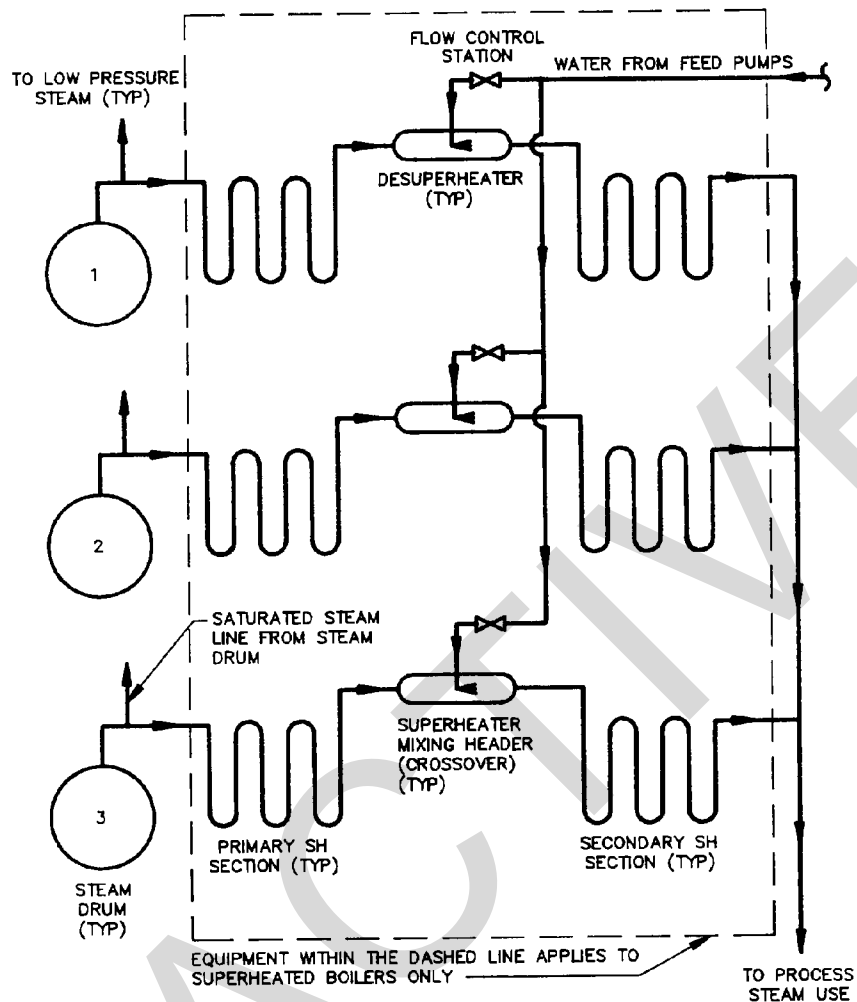 FLOW CONTROL
STATION
WATER FROM FEED PUMPS
TO LOW PRESSURE
STEAM (TYP)
DESUPERHEATER
(TYP)
1
2
SATURATED STEAM
LINE FROM STEAM
DRUM
SUPERHEATER
MIXING HEADER
(CROSSOVER)
(TYP)
3
PRIMARY SH
SECTION (TYP)
SECONDARY SH
SECTION (TYP)
STEAM
DRUM
(TYP)
EQUIPMENT WITHIN THE DASHED LINE APPLIES TO
SUPERHEATED BOILERS ONLY
TO PROCESS
STEAM USE
ACTIVE